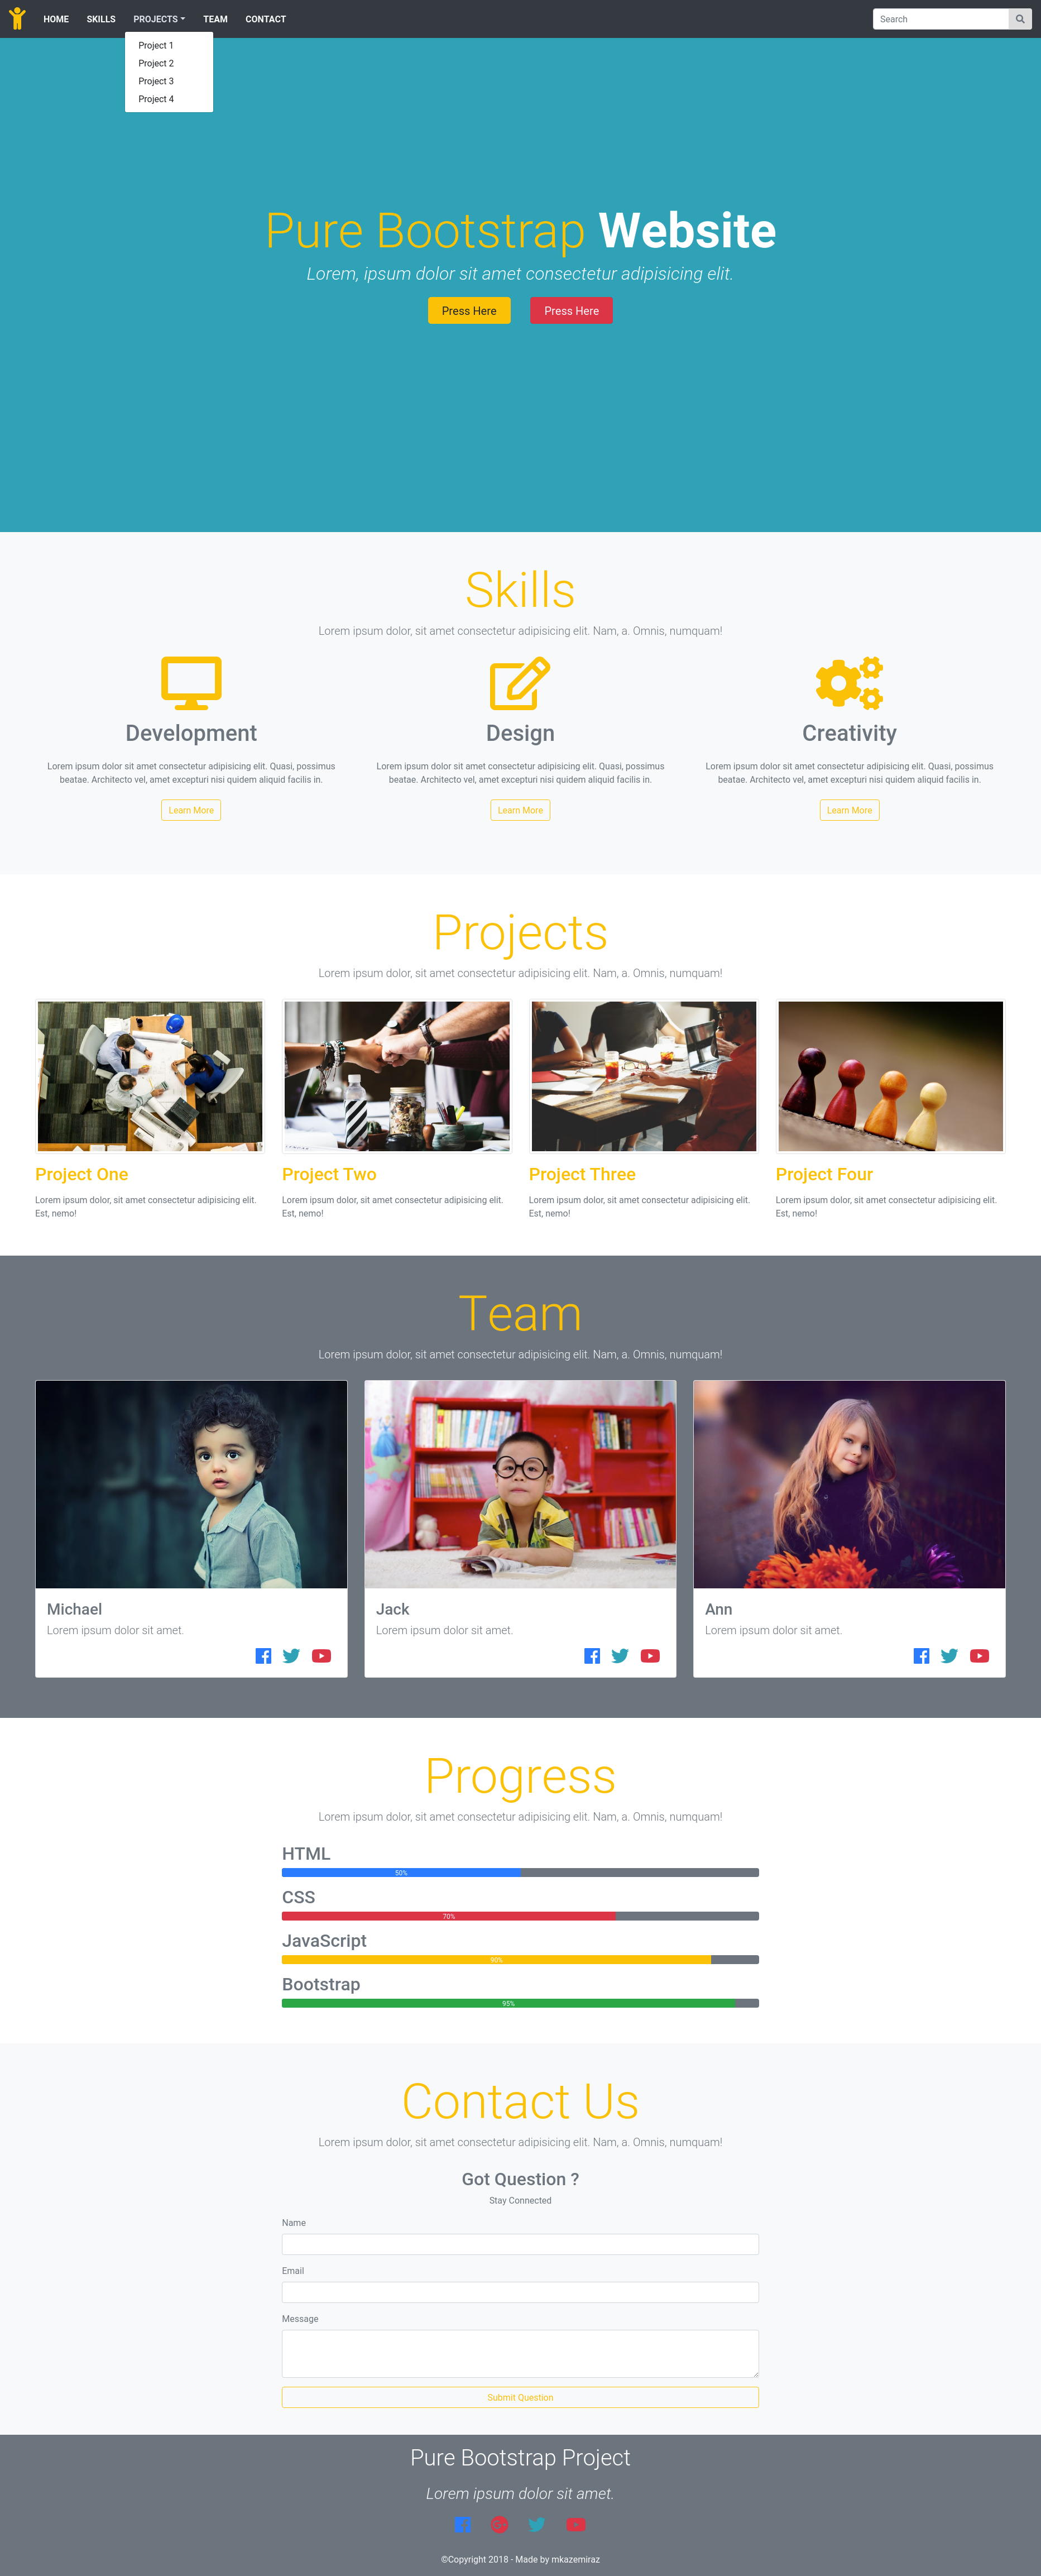 HOME SKILLS PROJECTS TEAM CONTACT Search
Project 1
Project 2
Project 3
Project 4
Pure Bootstrap Website
Lorem, ipsum dolor sit amet consectetur adipisicing elit.
Press Here Press Here
Skills
Lorem ipsum dolor, sit amet consectetur adipisicing elit. Nam, a. Omnis, numquam!
Development
Lorem ipsum dolor sit amet consectetur adipisicing elit. Quasi, possimus
beatae. Architecto vel, amet excepturi nisi quidem aliquid facilis in.
Learn More
Design
Lorem ipsum dolor sit amet consectetur adipisicing elit. Quasi, possimus
beatae. Architecto vel, amet excepturi nisi quidem aliquid facilis in.
Learn More
Creativity
Lorem ipsum dolor sit amet consectetur adipisicing elit. Quasi, possimus
beatae. Architecto vel, amet excepturi nisi quidem aliquid facilis in.
Learn More
Projects
Lorem ipsum dolor, sit amet consectetur adipisicing elit. Nam, a. Omnis, numquam!
Project One
Lorem ipsum dolor, sit amet consectetur adipisicing elit.
Est, nemo!
Project Two
Lorem ipsum dolor, sit amet consectetur adipisicing elit.
Est, nemo!
Project Three
Lorem ipsum dolor, sit amet consectetur adipisicing elit.
Est, nemo!
Project Four
Lorem ipsum dolor, sit amet consectetur adipisicing elit.
Est, nemo!
Team
Lorem ipsum dolor, sit amet consectetur adipisicing elit. Nam, a. Omnis, numquam!
Michael
Lorem ipsum dolor sit amet.
Jack
Lorem ipsum dolor sit amet.
Ann
Lorem ipsum dolor sit amet.
Progress
Lorem ipsum dolor, sit amet consectetur adipisicing elit. Nam, a. Omnis, numquam!
HTML
50%
CSS
70%
JavaScript
90%
Bootstrap
95%
Contact Us
Lorem ipsum dolor, sit amet consectetur adipisicing elit. Nam, a. Omnis, numquam!
Got Question ?
Stay Connected
Name
Email
Message
Submit Question
Pure Bootstrap Project
Lorem ipsum dolor sit amet.
©Copyright 2018 - Made by mkazemiraz